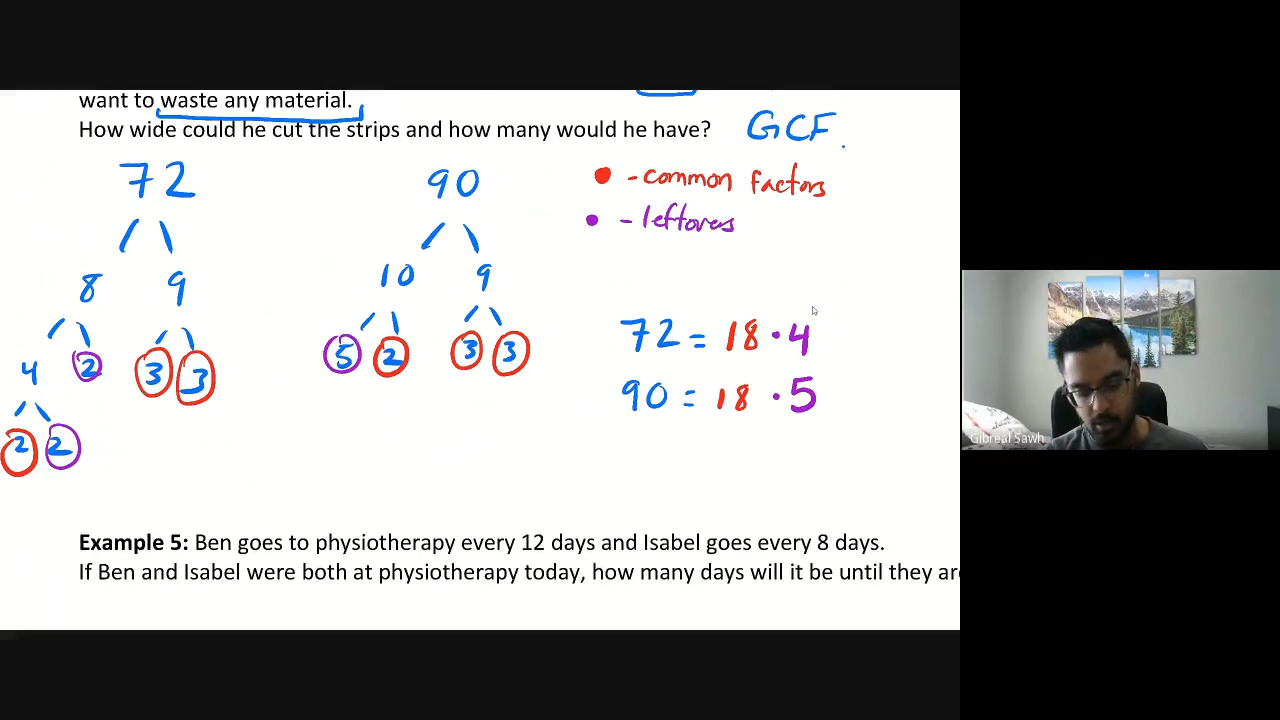 want to waste any material.
How wide could he cut the strips and how many would he have? GCF.
72 90
• - common factors
• - leftovers
8 9 10 9
4 2 3 3 5 2 3 3
2 2
72 = 18 · 4
90 = 18 · 5
Gibreal Sawh
Example 5: Ben goes to physiotherapy every 12 days and Isabel goes every 8 days.
If Ben and Isabel were both at physiotherapy today, how many days will it be until they are